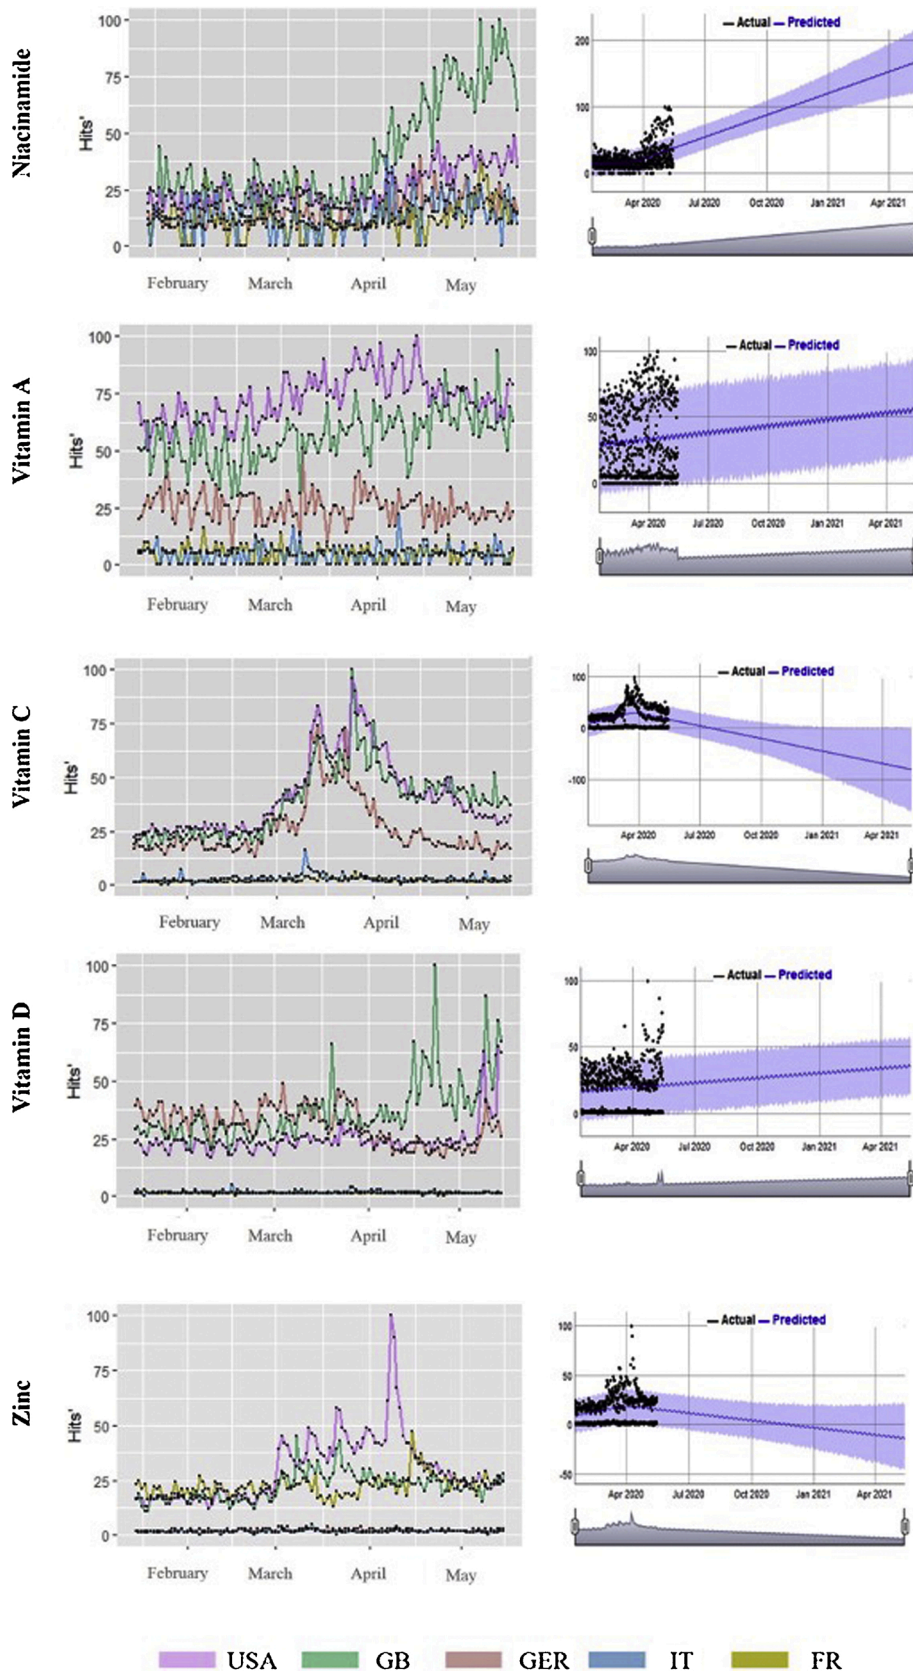 Niacinamide
Hits'
100
75
50
25
0
February March April May
Actual Predicted
200
100
0
Apr 2020 Jul 2020 Oct 2020 Jan 2021 Apr 2021
Vitamin A
Hits'
100
75
50
25
0
February March April May
Actual Predicted
100
50
0
Apr 2020 Jul 2020 Oct 2020 Jan 2021 Apr 2021
Vitamin C
Hits'
100
75
50
25
0
February March April May
Actual Predicted
100
0
-100
Apr 2020 Jul 2020 Oct 2020 Jan 2021 Apr 2021
Vitamin D
Hits'
100
75
50
25
0
February March April May
Actual Predicted
100
50
0
Apr 2020 Jul 2020 Oct 2020 Jan 2021 Apr 2021
Zinc
Hits'
100
75
50
25
0
February March April May
Actual Predicted
100
50
0
-50
Apr 2020 Jul 2020 Oct 2020 Jan 2021 Apr 2021
USA GB GER IT FR